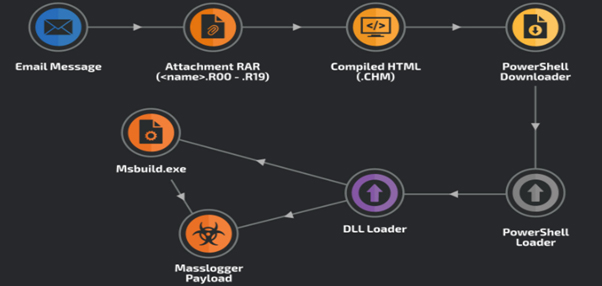 Email Message
Attachment RAR
(<name>.R00 - .R19)
Compiled HTML
(.CHM)
PowerShell
Downloader
Msbuild.exe
DLL Loader
PowerShell
Loader
Masslogger
Payload